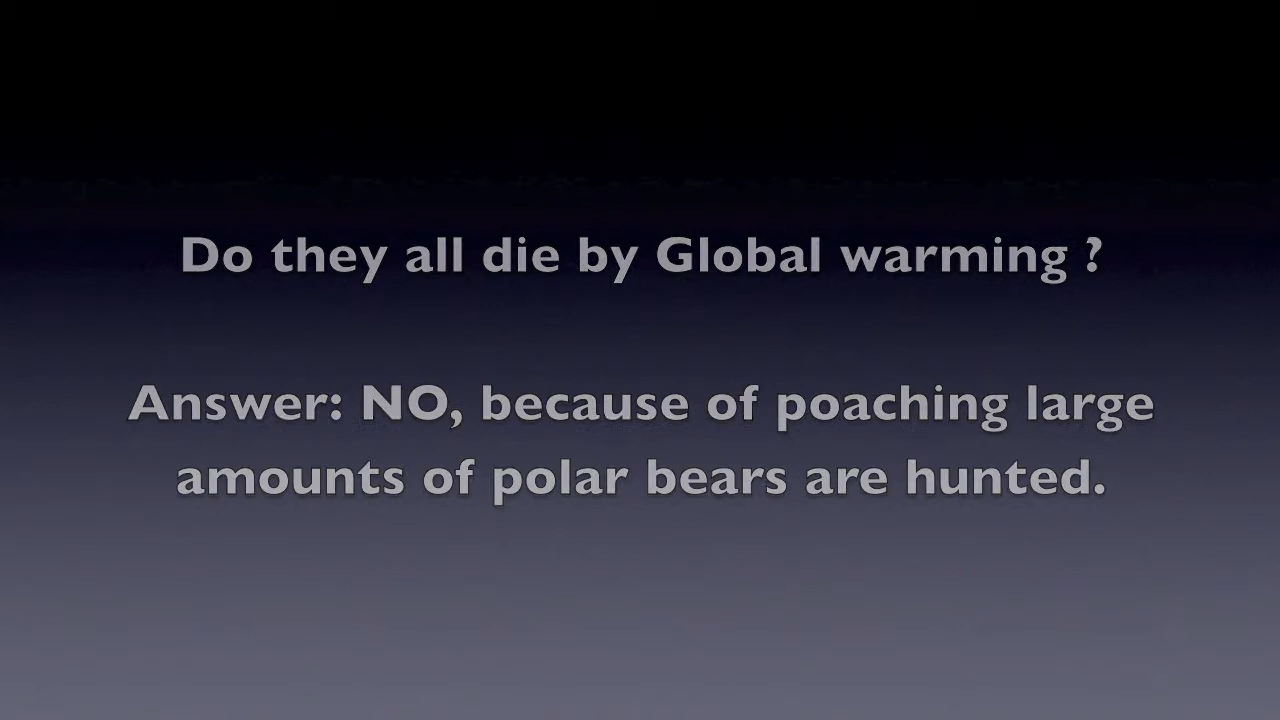 Do they all die by Global warming ?
Answer: NO, because of poaching large
amounts of polar bears are hunted.